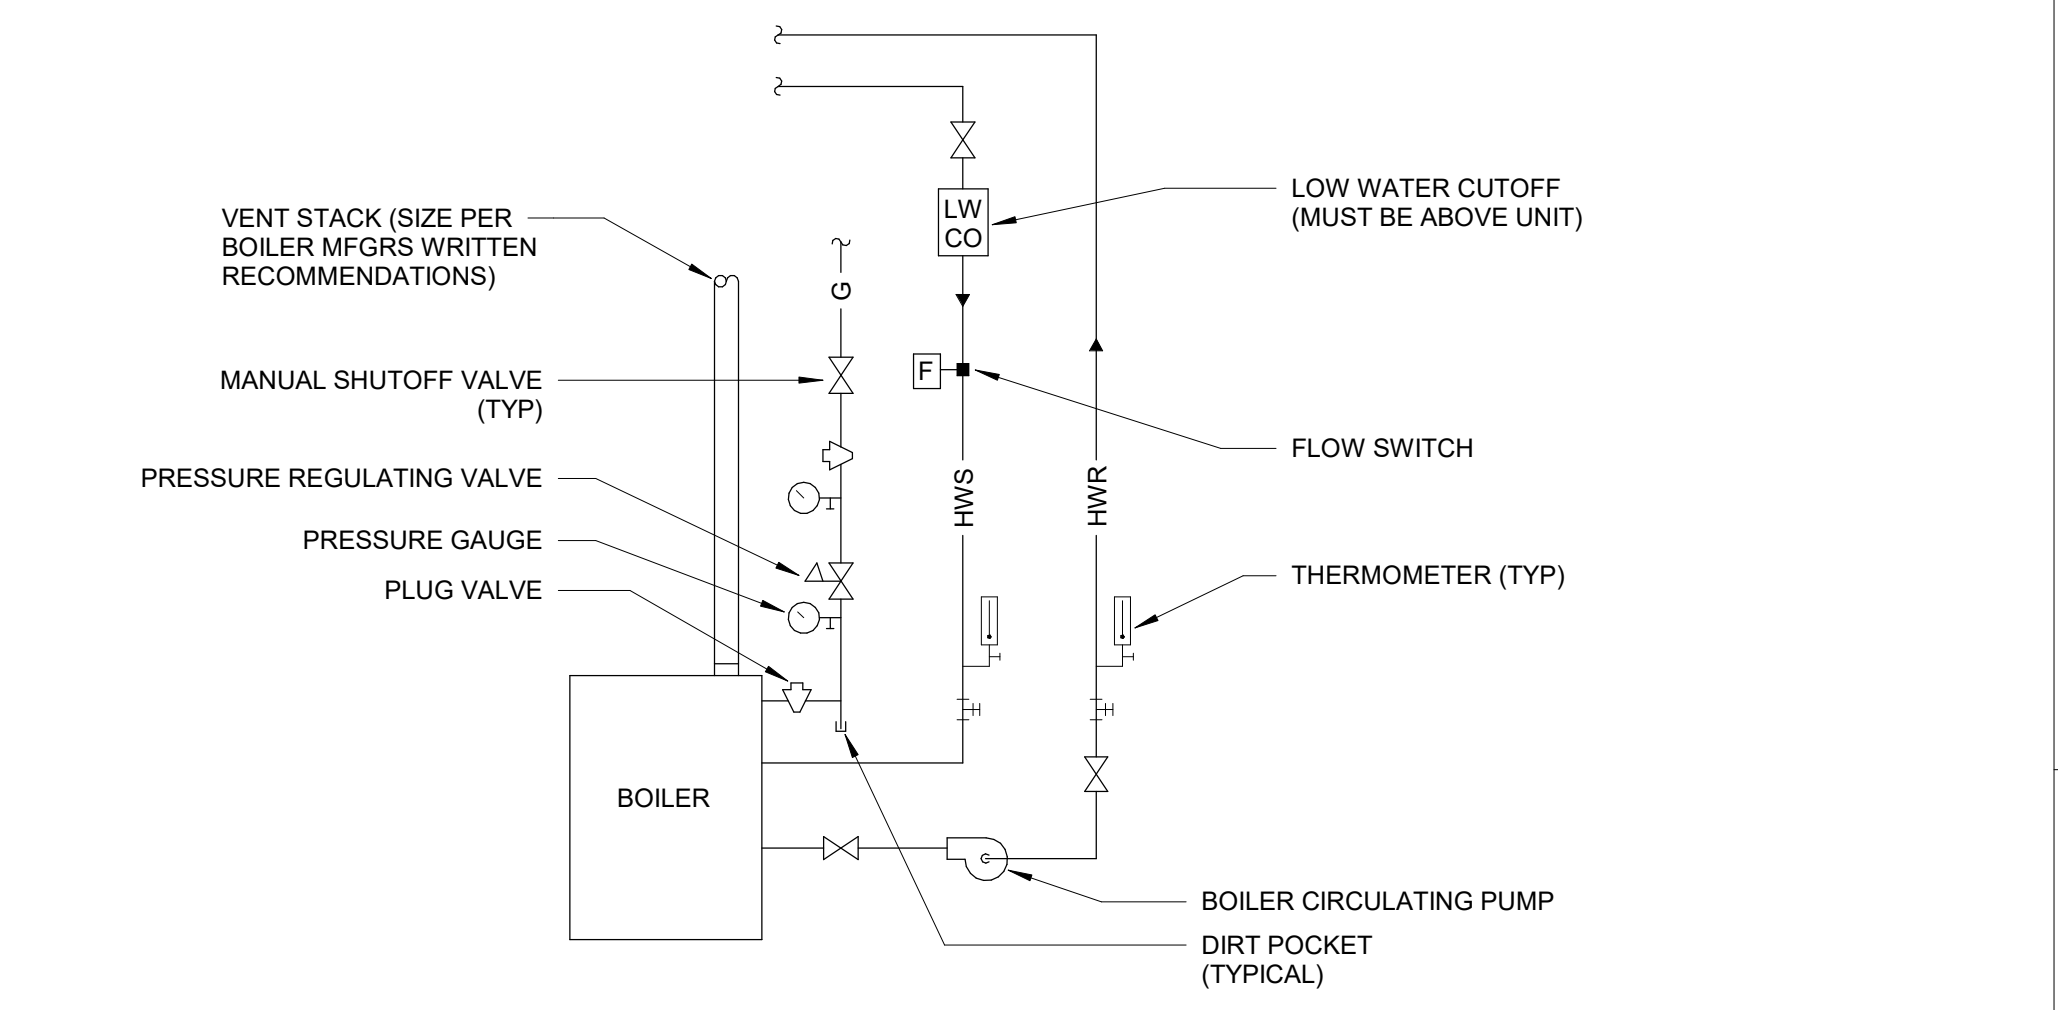 VENT STACK (SIZE PER
BOILER MFGRS WRITTEN
RECOMMENDATIONS)
MANUAL SHUTOFF VALVE
(TYP)
PRESSURE REGULATING VALVE
PRESSURE GAUGE
PLUG VALVE
BOILER
G
LW
CO
F
HWS
HWR
LOW WATER CUTOFF
(MUST BE ABOVE UNIT)
FLOW SWITCH
THERMOMETER (TYP)
BOILER CIRCULATING PUMP
DIRT POCKET
(TYPICAL)